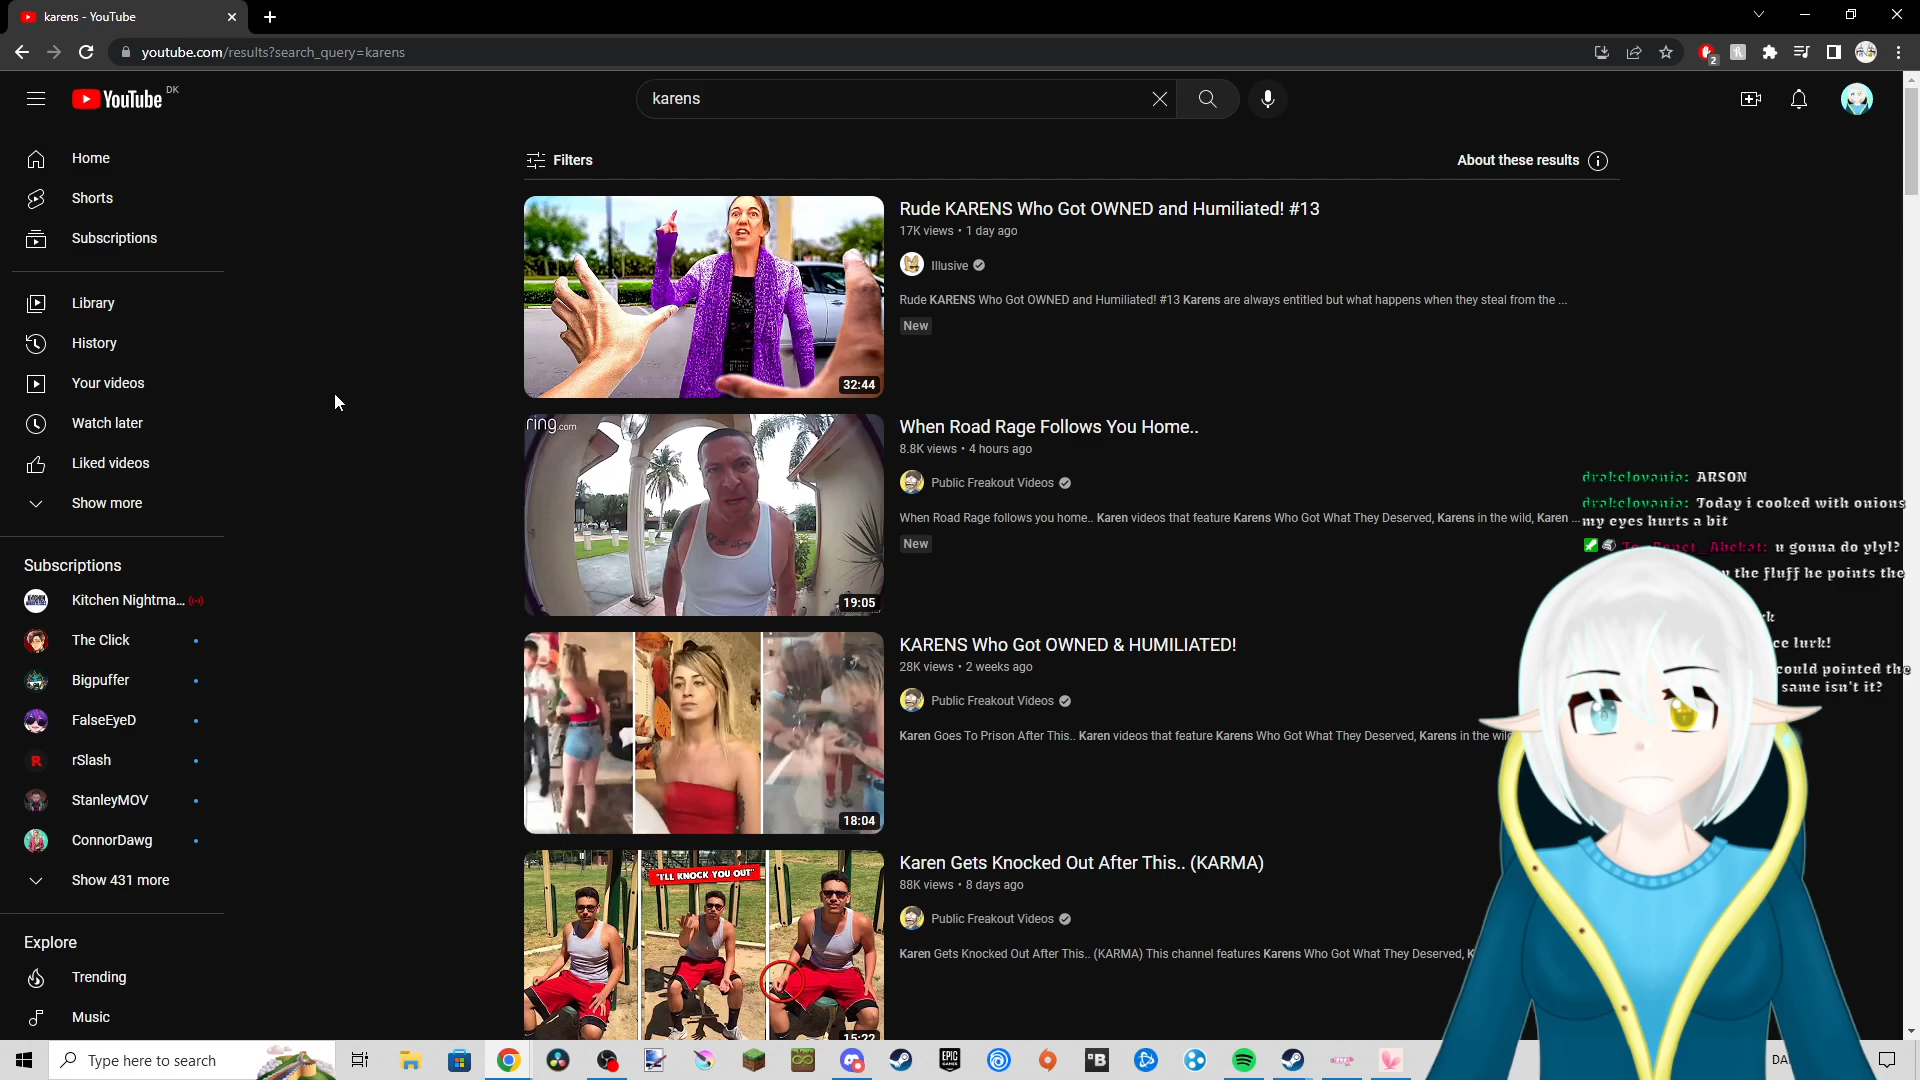 karens - YouTube
youtube.com/results?search_query=karens
2
YouTube DK
karens
Home
Shorts
Subscriptions
Library
History
Your videos
Watch later
Liked videos
Show more
Subscriptions
Kitchen Nightma...
The Click
Bigpuffer
FalseEyeD
rSlash
StanleyMOV
ConnorDawg
Show 431 more
Explore
Trending
Music
Filters
About these results
32:44
Rude KARENS Who Got OWNED and Humiliated! #13
17K views • 1 day ago
Illusive
Rude KARENS Who Got OWNED and Humiliated! #13 Karens are always entitled but what happens when they steal from the ...
New
ring.com
19:05
When Road Rage Follows You Home..
8.8K views • 4 hours ago
Public Freakout Videos
When Road Rage follows you home.. Karen videos that feature Karens Who Got What They Deserved, Karens in the wild, Karen ...
New
18:04
KARENS Who Got OWNED & HUMILIATED!
28K views • 2 weeks ago
Public Freakout Videos
Karen Goes To Prison After This.. Karen videos that feature Karens Who Got What They Deserved, Karens in the
"I'LL KNOCK YOU OUT"
15:22
Karen Gets Knocked Out After This.. (KARMA)
88K views • 8 days ago
Public Freakout Videos
Karen Gets Knocked Out After This.. (KARMA) This channel features Karens Who Got What They Deserved,
drakelovania: ARSON
drakelovania: Today i cooked with onions
my eyes hurts a bit
u gonna do ylyl?
the fluff he points the
lurk!
could pointed the
same isn't it?
Type here to search
EPIC GAMES